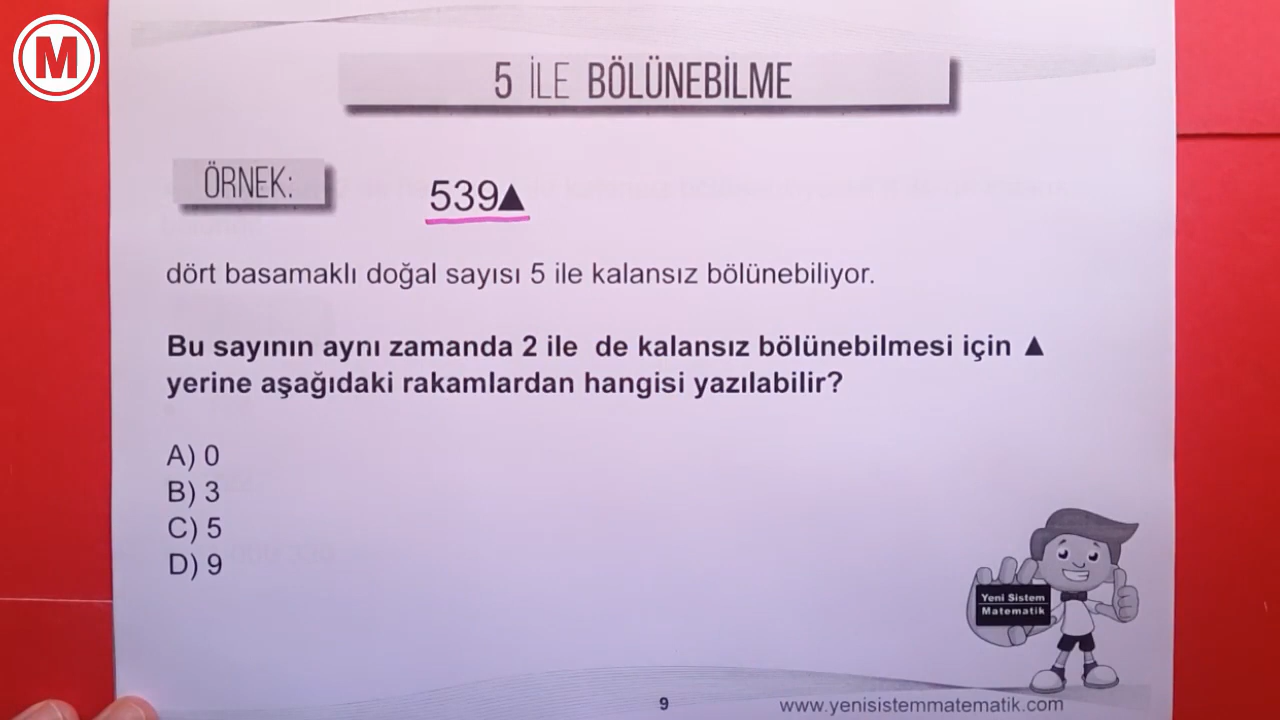 M
5 İLE BÖLÜNEBİLME
ÖRNEK:
539▲
dört basamaklı doğal sayısı 5 ile kalansız bölünebiliyor.
Bu sayının aynı zamanda 2 ile de kalansız bölünebilmesi için ▲
yerine aşağıdaki rakamlardan hangisi yazılabilir?
A) 0
B) 3
C) 5
D) 9
Yeni Sistem
Matematik
9
www.yenisistemmatematik.com